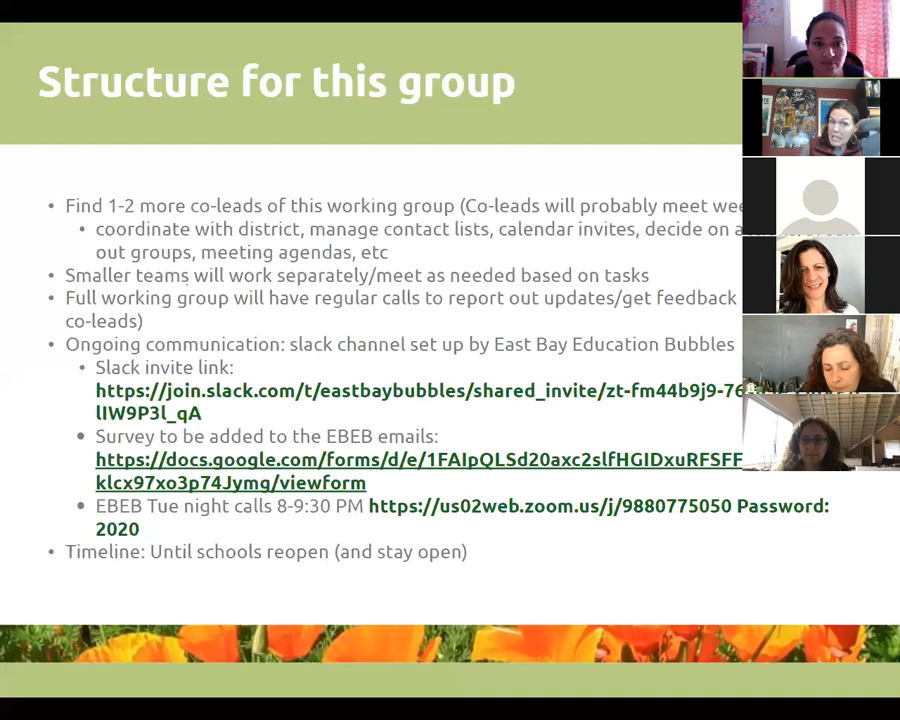 Structure for this group
• Find 1-2 more co-leads of this working group (Co-leads will probably meet
• coordinate with district, manage contact lists, calendar invites, decide on
out groups, meeting agendas, etc
• Smaller teams will work separately/meet as needed based on tasks
• Full working group will have regular calls to report out updates/get feedback
co-leads)
• Ongoing communication: slack channel set up by East Bay Education Bubbles
• Slack invite link:
https://join.slack.com/t/eastbaybubbles/shared_invite/zt-fm44b9j9-76
lIW9P3l_qA
• Survey to be added to the EBEB emails:
https://docs.google.com/forms/d/e/1FAIpQLSd20axc2slfHGIDxuRFSFF
klcx97xo3p74Jymg/viewform
• EBEB Tue night calls 8-9:30 PM https://us02web.zoom.us/j/9880775050 Password:
2020
• Timeline: Until schools reopen (and stay open)